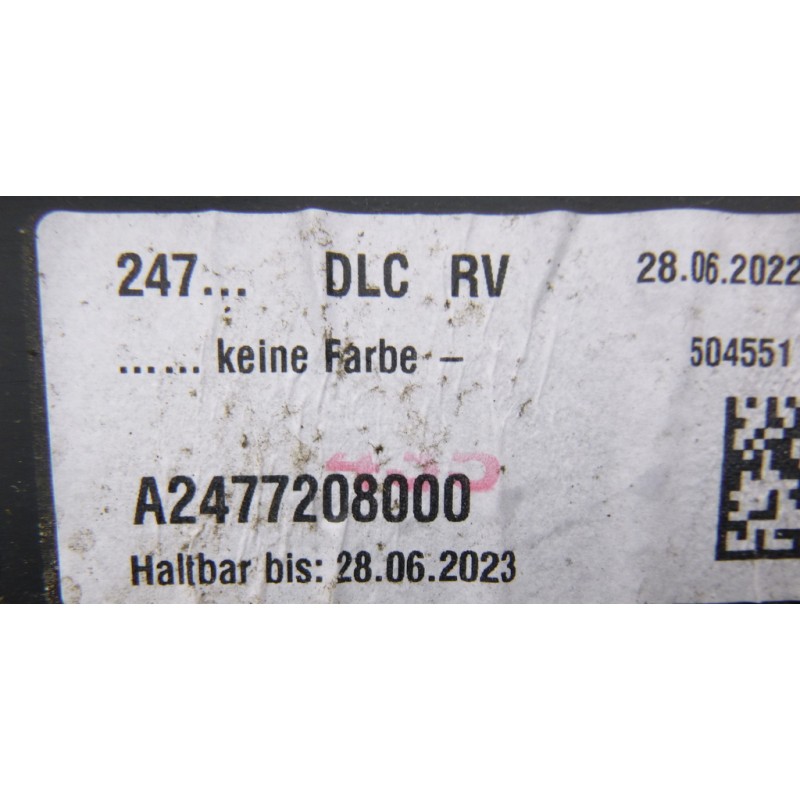 247... DLC RV 28.06.2022
...... keine Farbe – 504551
A2477208000
Haltbar bis: 28.06.2023